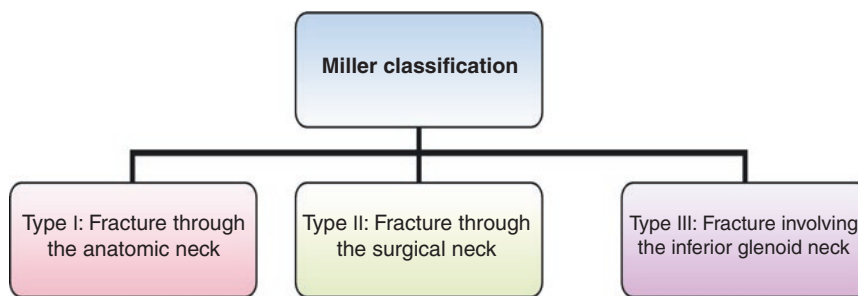 Miller classification
Type I: Fracture through
the anatomic neck
Type II: Fracture through
the surgical neck
Type III: Fracture involving
the inferior glenoid neck